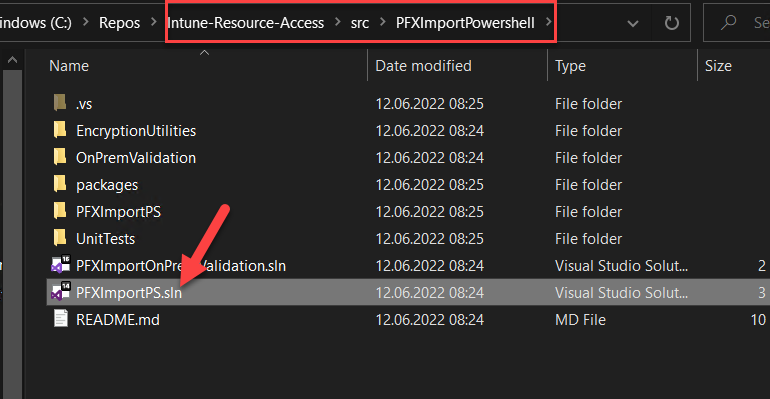 indows (C:) > Repos > Intune-Resource-Access > src > PFXImportPowershell > Se
Name Date modified Type Size
.vs 12.06.2022 08:25 File folder
EncryptionUtilities 12.06.2022 08:24 File folder
OnPremValidation 12.06.2022 08:24 File folder
packages 12.06.2022 08:25 File folder
PFXImportPS 12.06.2022 08:25 File folder
UnitTests 12.06.2022 08:25 File folder
16 PFXImportOnPre Validation.sln 12.06.2022 08:24 Visual Studio Solut... 2
14 PFXImportPS.sln 12.06.2022 08:24 Visual Studio Solut... 3
README.md 12.06.2022 08:24 MD File 10